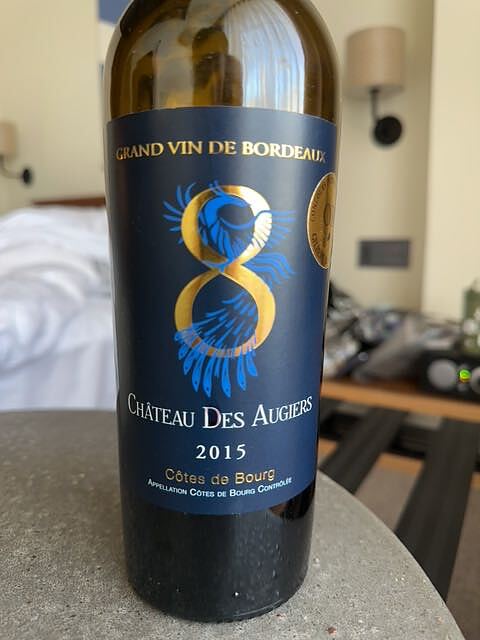 GRAND VIN DE BORDEAUX
8
CHÂTEAU DES AUGIERS
2015
Côtes de Bourg
APPELLATION CÔTES DE BOURG CONTRÔLÉE